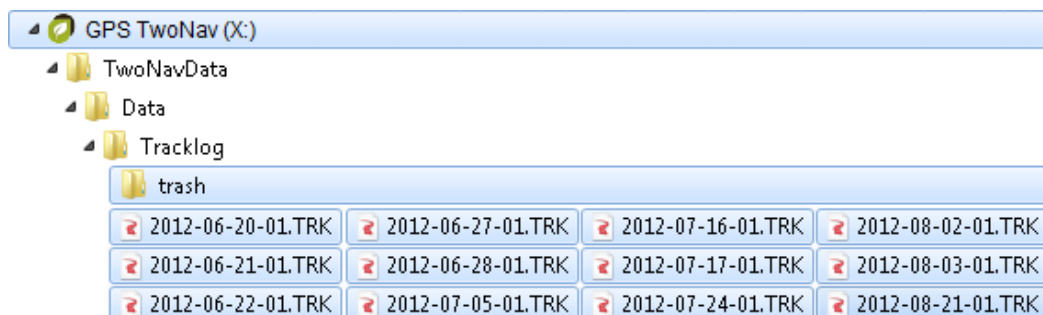 GPS TwoNav (X:)
TwoNavData
Data
Tracklog
trash
2012-06-20-01.TRK 2012-06-27-01.TRK 2012-07-16-01.TRK 2012-08-02-01.TRK
2012-06-21-01.TRK 2012-06-28-01.TRK 2012-07-17-01.TRK 2012-08-03-01.TRK
2012-06-22-01.TRK 2012-07-05-01.TRK 2012-07-24-01.TRK 2012-08-21-01.TRK